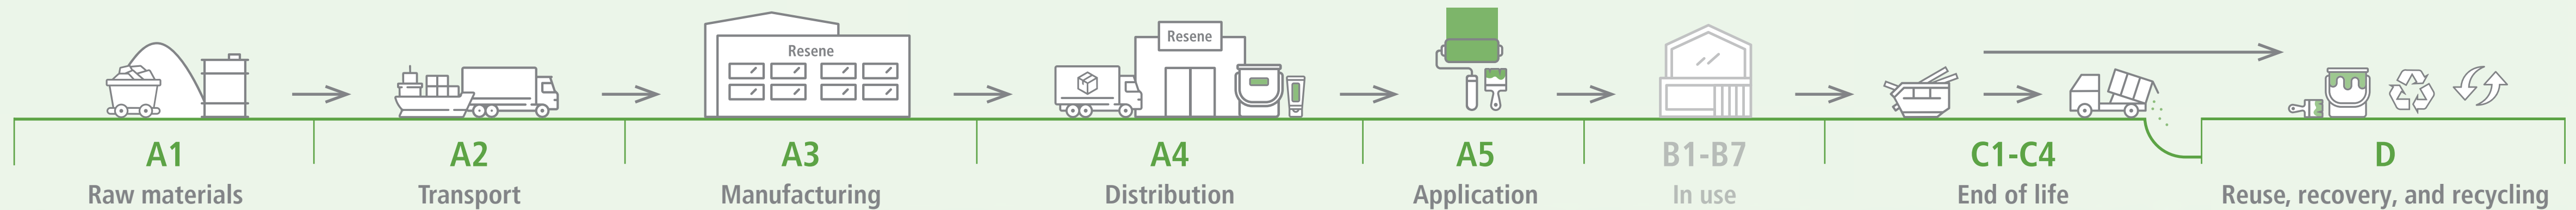 Resene
Resene
A1
A2
A3
A4
A5
B1-B7
C1-C4
D
Raw materials
Transport
Manufacturing
Distribution
Application
In use
End of life
Reuse, recovery, and recycling